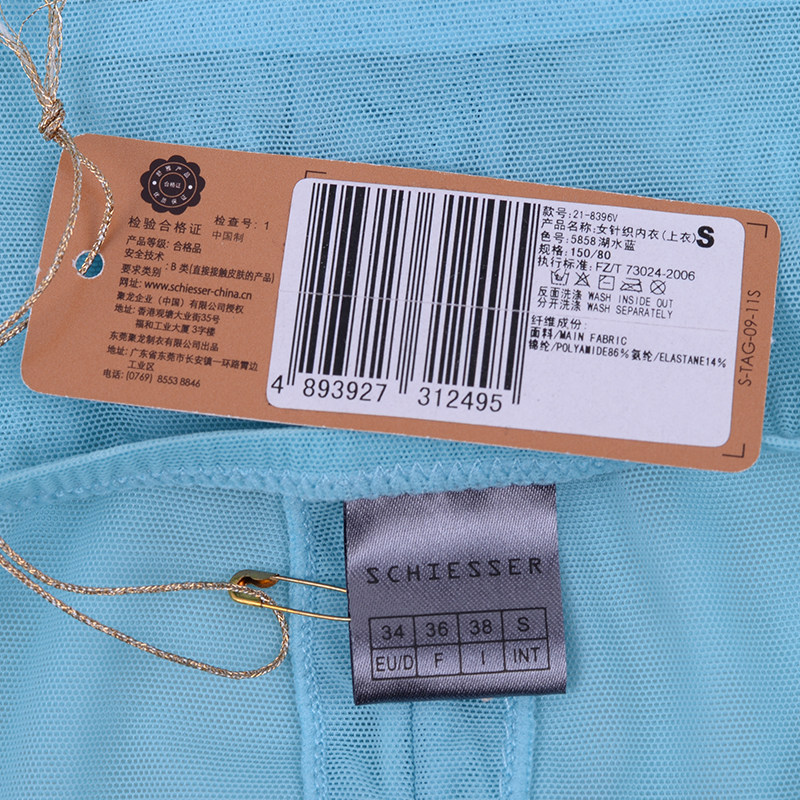 合格证
检验合格证 检查号: 1
产品等级: 合格品 中国制
安全技术
要求类别: B 类(直接接触皮肤的产品)
网址: www.schiesser-china.cn
聚龙企业（中国）有限公司授权
地址: 香港观塘大业街35号
福和工业大厦 3字楼
东莞聚龙制衣有限公司出品
地址: 广东省东莞市长安镇一环路霄边
工业区
电话: (0769) 8553 8846
款号: 21-8396V
产品名称: 女针织内衣(上衣) S
色号: 5858 湖水蓝
规格: 150/80
执行标准: FZ/T 73024-2006
反面洗涤 WASH INSIDE OUT
分开洗涤 WASH SEPARATELY
纤维成份:
面料/MAIN FABRIC
锦纶/POLYAMIDE86% 氨纶/ELASTANE14%
4 893927 312495
S-TAG-09-11S
SCHIESSER
34 36 38 S
EU/D F I INT